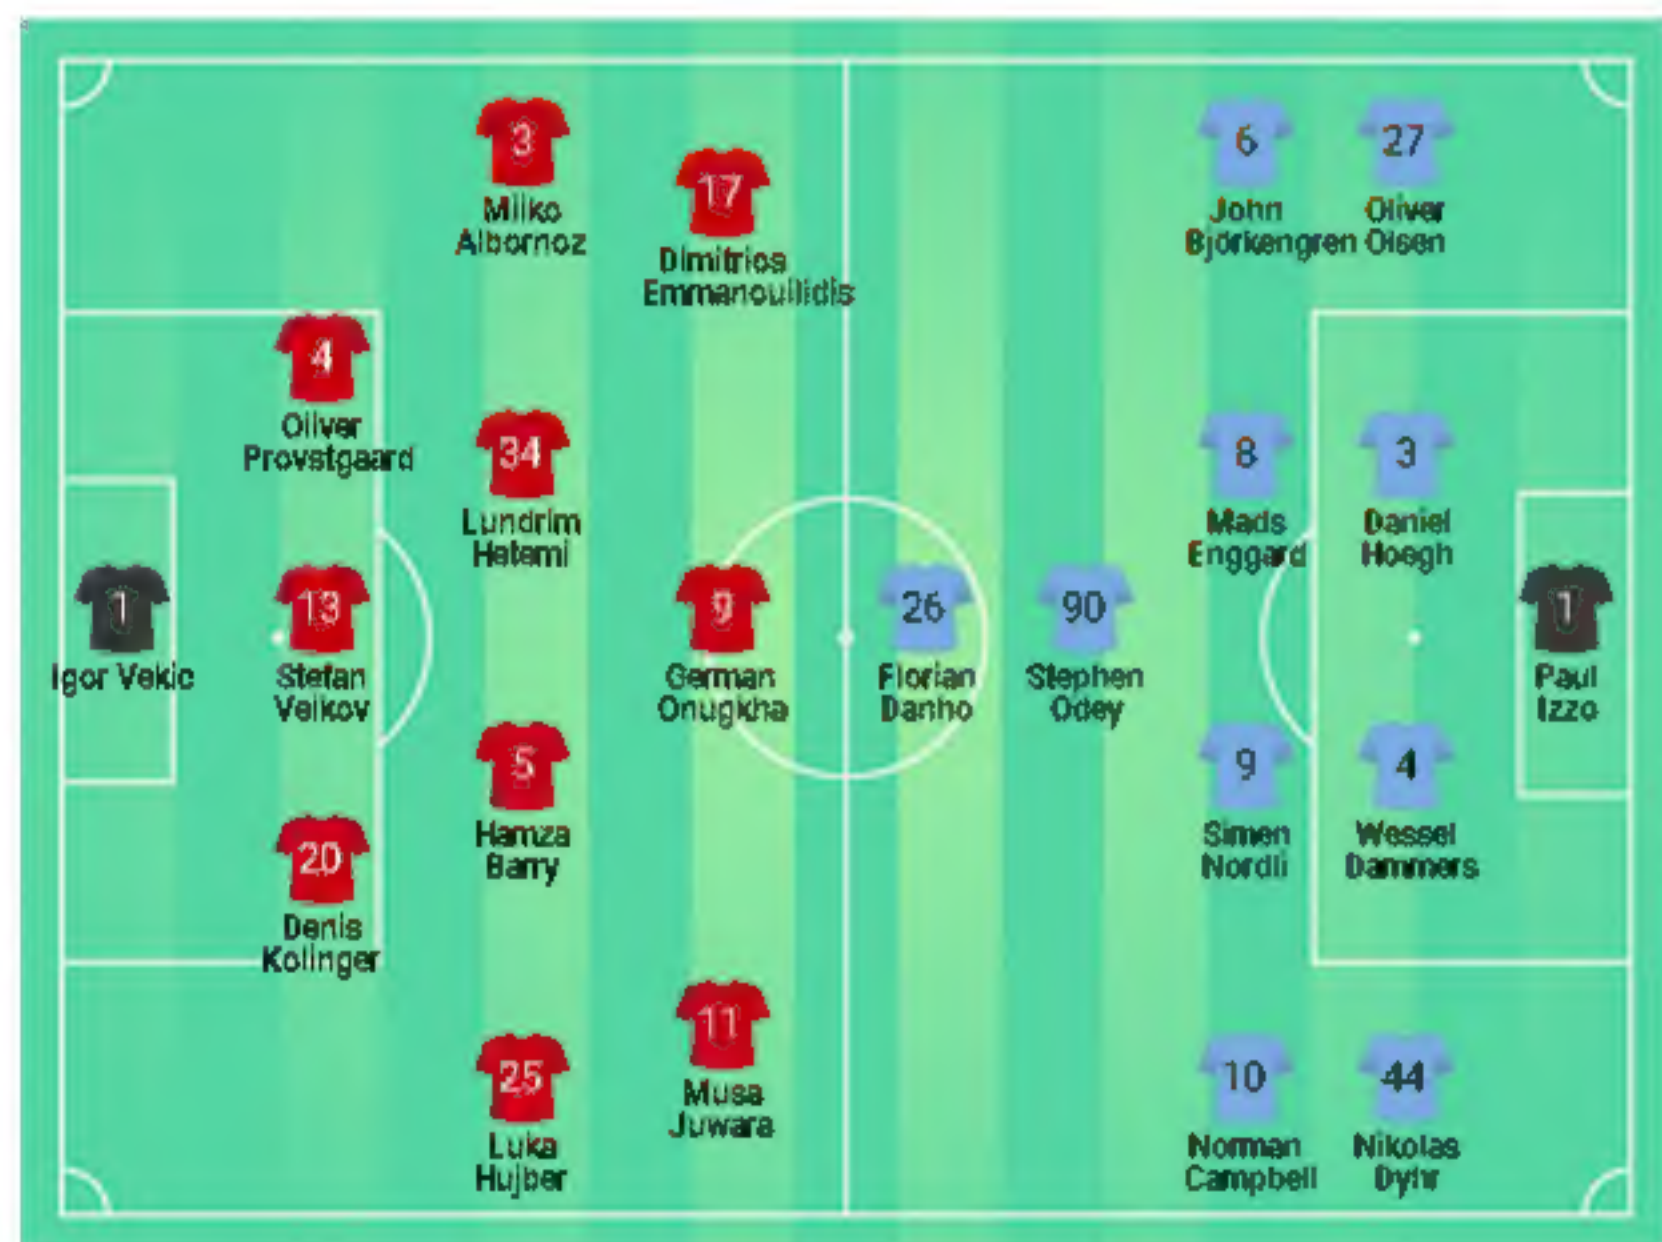 1
Igor Vekic
4
Oliver
Provstgaard
13
Stefan
Velkov
20
Denis
Kolinger
3
Miiko
Albornoz
34
Lundrim
Hetemi
5
Hamza
Barry
25
Luka
Hujber
17
Dimitrios
Emmanouilidis
9
German
Onugkha
11
Musa
Juwara
26
Florian
Danho
90
Stephen
Odey
6
John
Björkengren
8
Mads
Enggard
9
Simen
Nordli
10
Norman
Campbell
27
Oliver
Olsen
3
Daniel
Hoegh
4
Wessel
Dammers
44
Nikolas
Dyhr
1
Paul
Izzo